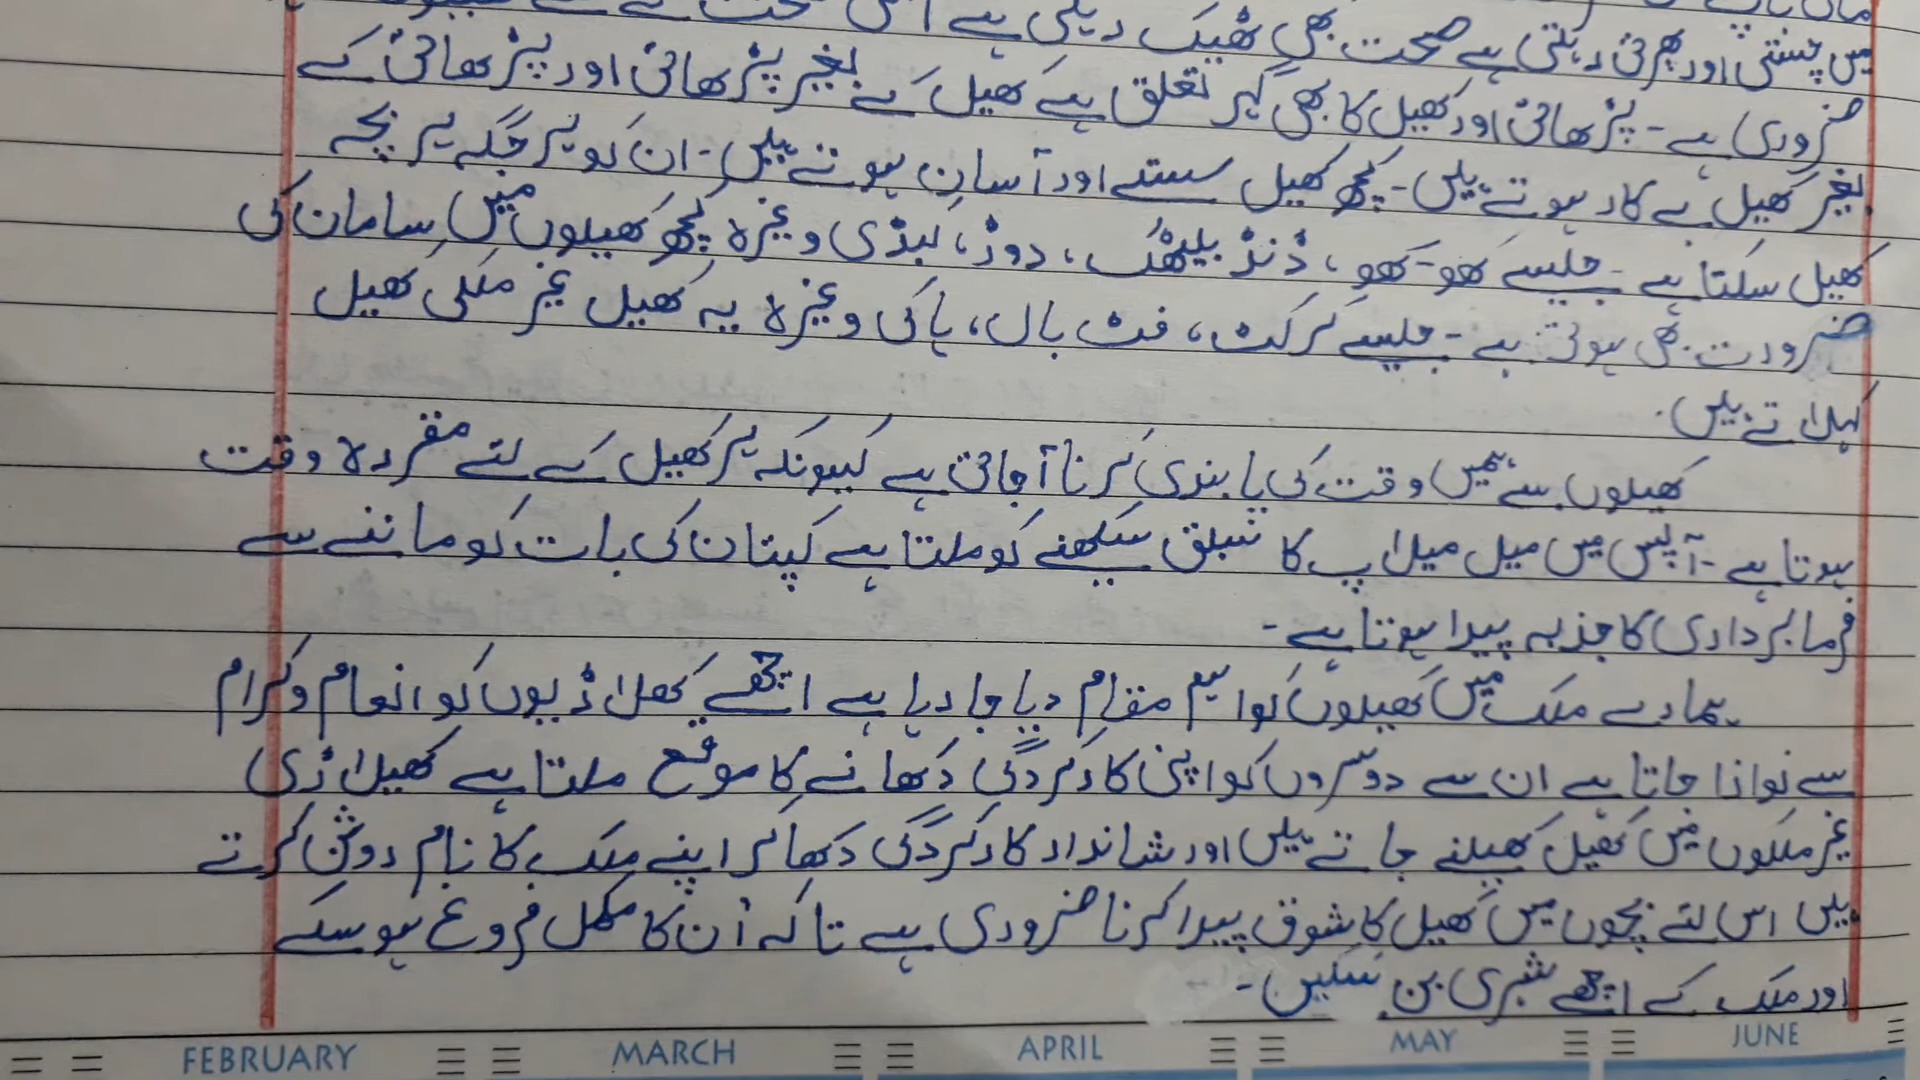 میں چستی اور پھرتی رہتی ہے صحت بھی ٹھیک رہتی ہے اس
ضروری ہے - پڑھائی اور کھیل کا بھی گہر تعلق ہے کھیل کے بغیر پڑھائی اور پڑھائی کے
بغیر کھیل بے کار ہوتے ہیں - کچھ کھیل سستے اور آسان ہوتے ہیں - ان کو ہر جگہ ہر بچہ
کھیل سکتا ہے - جیسے کھو - کھو ، ڈنڈ بیٹھک ، دوڑ ، کبڈی وغیرہ کچھ کھیلوں میں سامان کی
ضرورت بھی ہوتی ہے - جیسے کرکٹ ، فٹ بال ، ہاکی وغیرہ یہ کھیل غیر ملکی کھیل
کہلاتے ہیں -
کھیلوں سے ہمیں وقت کی پابندی کرنا آجاتی ہے کیونکہ ہر کھیل کے لئے مقررہ وقت
ہوتا ہے - آپس میں میل میلاپ کا سبق سیکھنے کو ملتا ہے کپتان کی بات کو ماننے سے
فرمابرداری کا جذبہ پیدا ہوتا ہے -
ہمارے ملک میں کھیلوں کو اہم مقام دیا جا رہا ہے اچھے کھلاڈیوں کو انعام و کرام
سے نوازا جاتا ہے ان سے دوسروں کو اپنی کارکردگی دکھانے کا موقع ملتا ہے کھیلاڑی
غیر ملکوں میں کھیل کھیلنے جاتے ہیں اور شاندار کارکردگی دکھا کر اپنے ملک کا نام روشن کرتے
ہیں اس لئے بچوں میں کھیل کا شوق پیدا کرنا ضروری ہے تاکہ اُن کا مکمل فروغ ہو سکے
اور ملک کے اچھے شہری بن سکیں -
FEBRUARY MARCH APRIL MAY JUNE